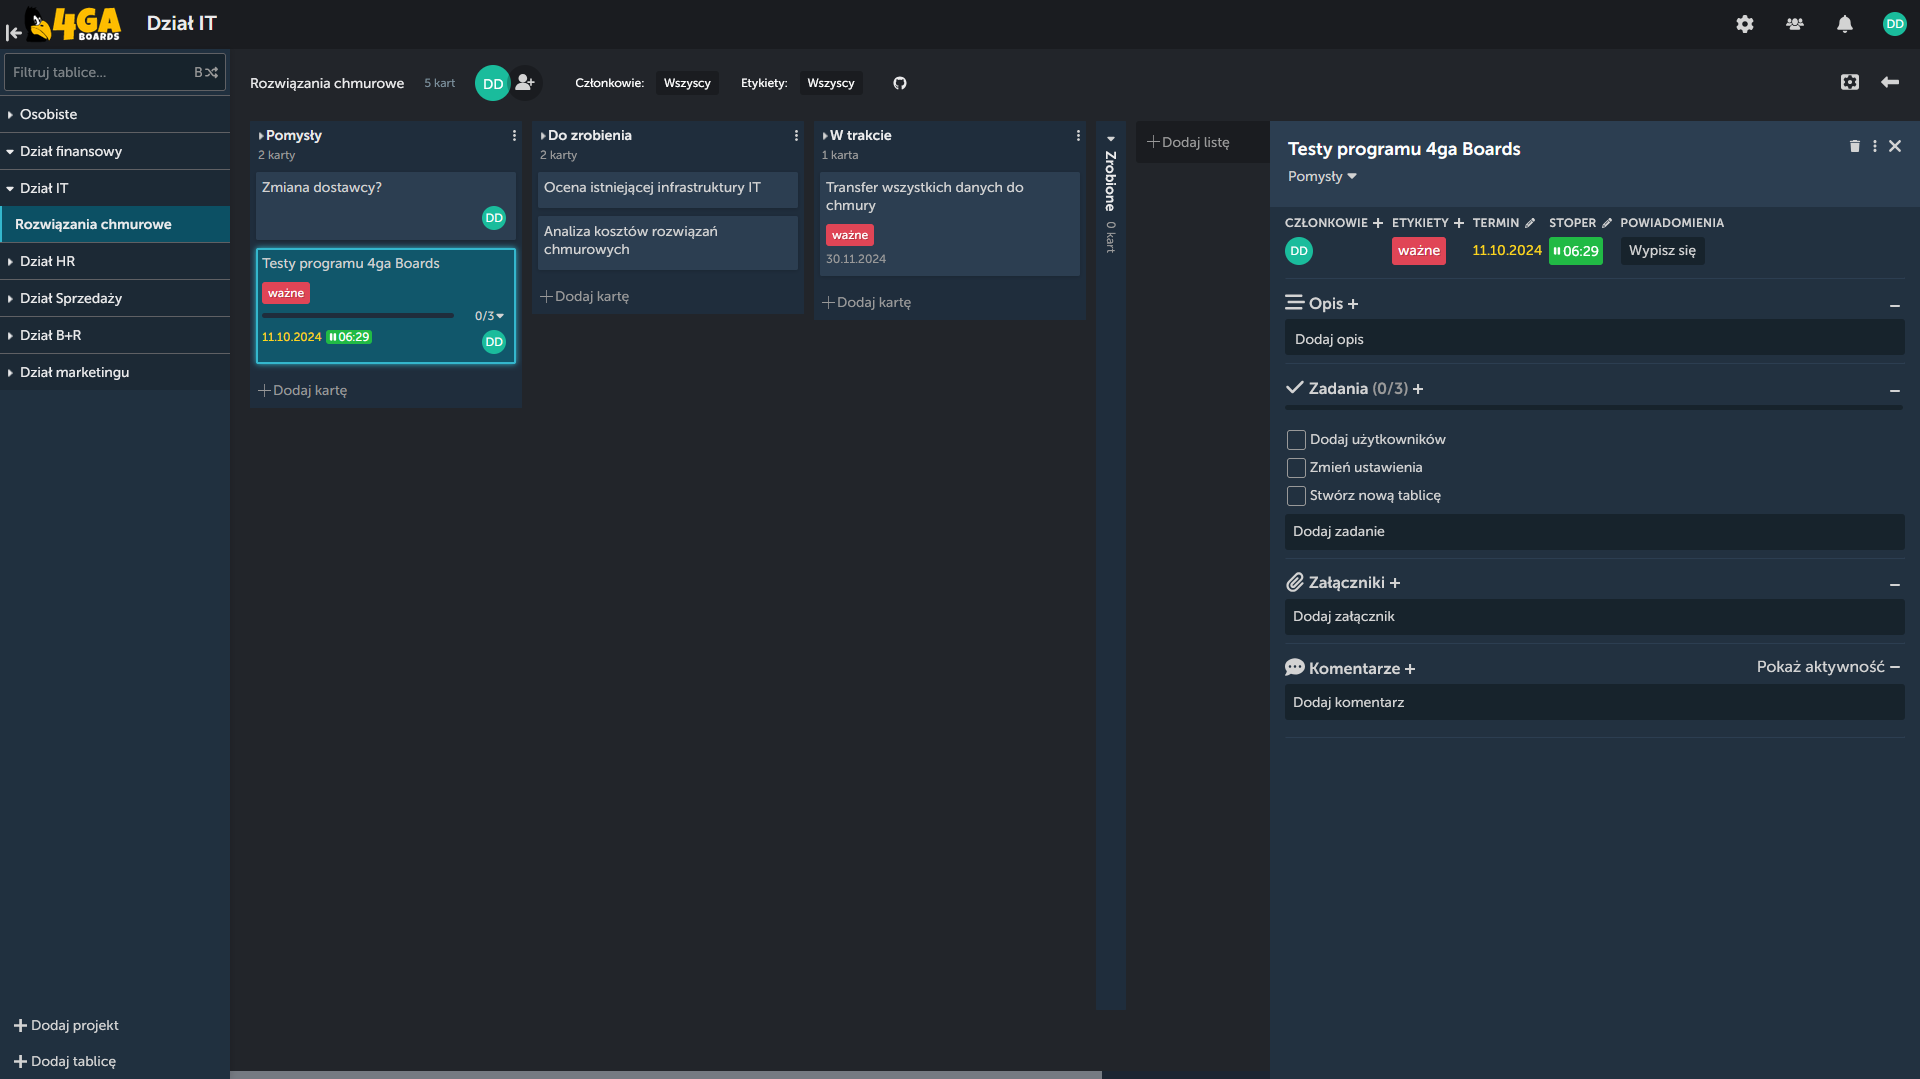 4GA
BOARDS
Dział IT
DD
Filtruj tablice...
B
Osobiste
Dział finansowy
Dział IT
Rozwiązania chmurowe
Dział HR
Dział Sprzedaży
Dział B+R
Dział marketingu
Dodaj projekt
Dodaj tablicę
Rozwiązania chmurowe 5 kart DD Członkowie: Wszyscy Etykiety: Wszyscy
Pomysły
2 karty
Zmiana dostawcy?
DD
Testy programu 4ga Boards
ważne
0/3
11.10.2024 06:29
DD
Dodaj kartę
Do zrobienia
2 karty
Ocena istniejącej infrastruktury IT
Analiza kosztów rozwiązań
chmurowych
Dodaj kartę
W trakcie
1 karta
Transfer wszystkich danych do
chmury
ważne
30.11.2024
Dodaj kartę
Zrobione 0 kart
Dodaj listę
Testy programu 4ga Boards
Pomysły
CZŁONKOWIE ETYKIETY TERMIN STOPER POWIADOMIENIA
DD ważne 11.10.2024 06:29 Wypisz się
Opis
Dodaj opis
Zadania (0/3)
Dodaj użytkowników
Zmień ustawienia
Stwórz nową tablicę
Dodaj zadanie
Załączniki
Dodaj załącznik
Komentarze Pokaż aktywność
Dodaj komentarz